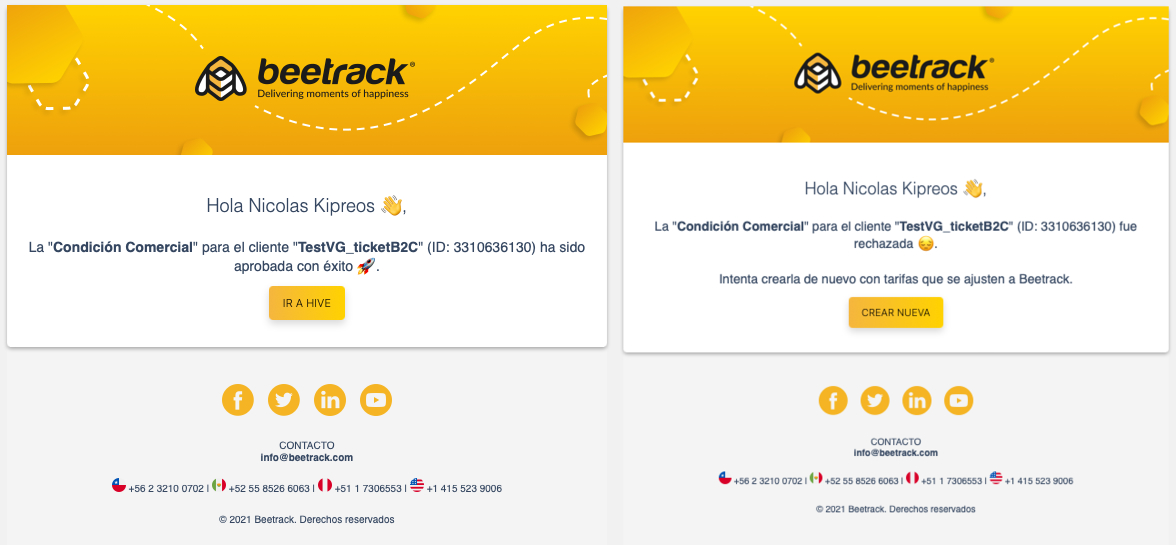 beetrack®
Delivering moments of happiness
Hola Nicolas Kipreos 👋,
La "Condición Comercial" para el cliente "TestVG_ticketB2C" (ID: 3310636130) ha sido
aprobada con éxito 🚀.
IR A HIVE
CONTACTO
info@beetrack.com
+56 2 3210 0702 | +52 55 8526 6063 | +51 1 7306553 | +1 415 523 9006
© 2021 Beetrack. Derechos reservados
beetrack®
Delivering moments of happiness
Hola Nicolas Kipreos 👋,
La "Condición Comercial" para el cliente "TestVG_ticketB2C" (ID: 3310636130) fue
rechazada 😔.
Intenta crearla de nuevo con tarifas que se ajusten a Beetrack.
CREAR NUEVA
CONTACTO
info@beetrack.com
+56 2 3210 0702 | +52 55 8526 6063 | +51 1 7306553 | +1 415 523 9006
© 2021 Beetrack. Derechos reservados